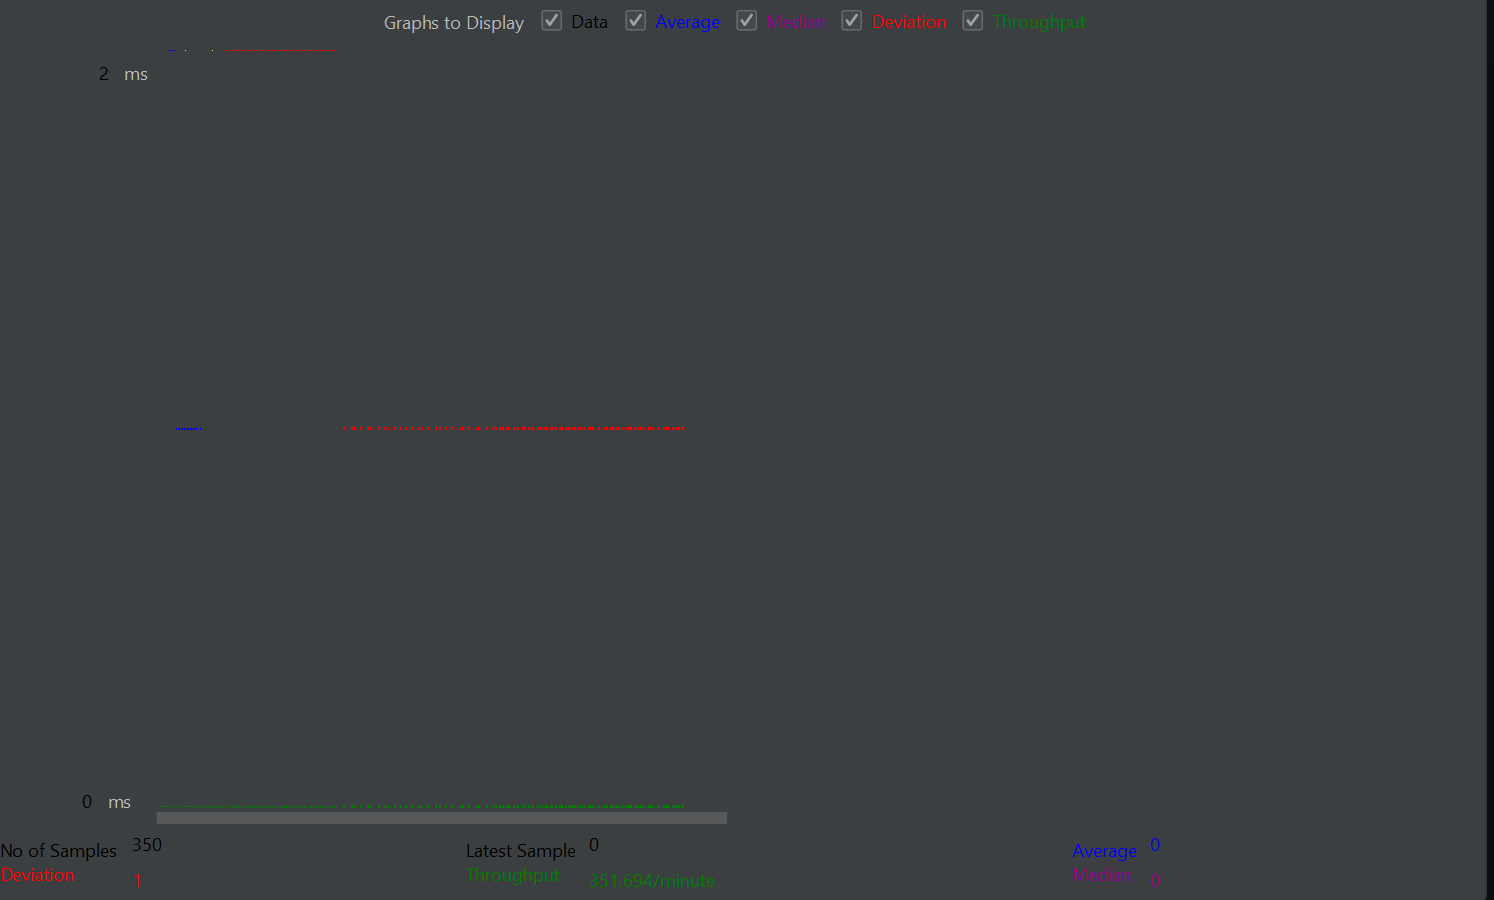 Graphs to Display Data Average Median Deviation Throughput
2 ms
0 ms
No of Samples 350 Latest Sample 0 Average 0
Deviation 1 Throughput 351.694/minute Median 0